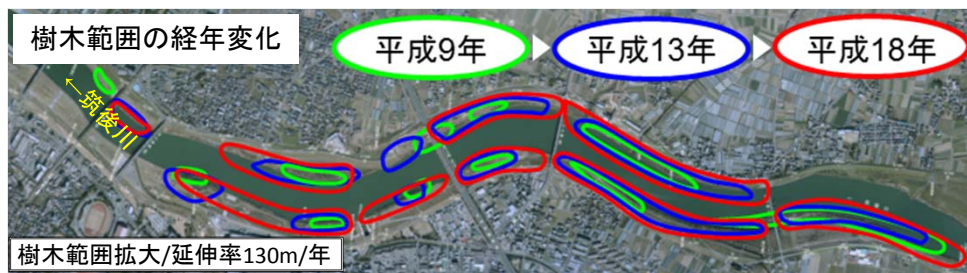 樹木範囲の経年変化
平成9年
平成13年
平成18年
←筑後川
樹木範囲拡大/延伸率130m/年